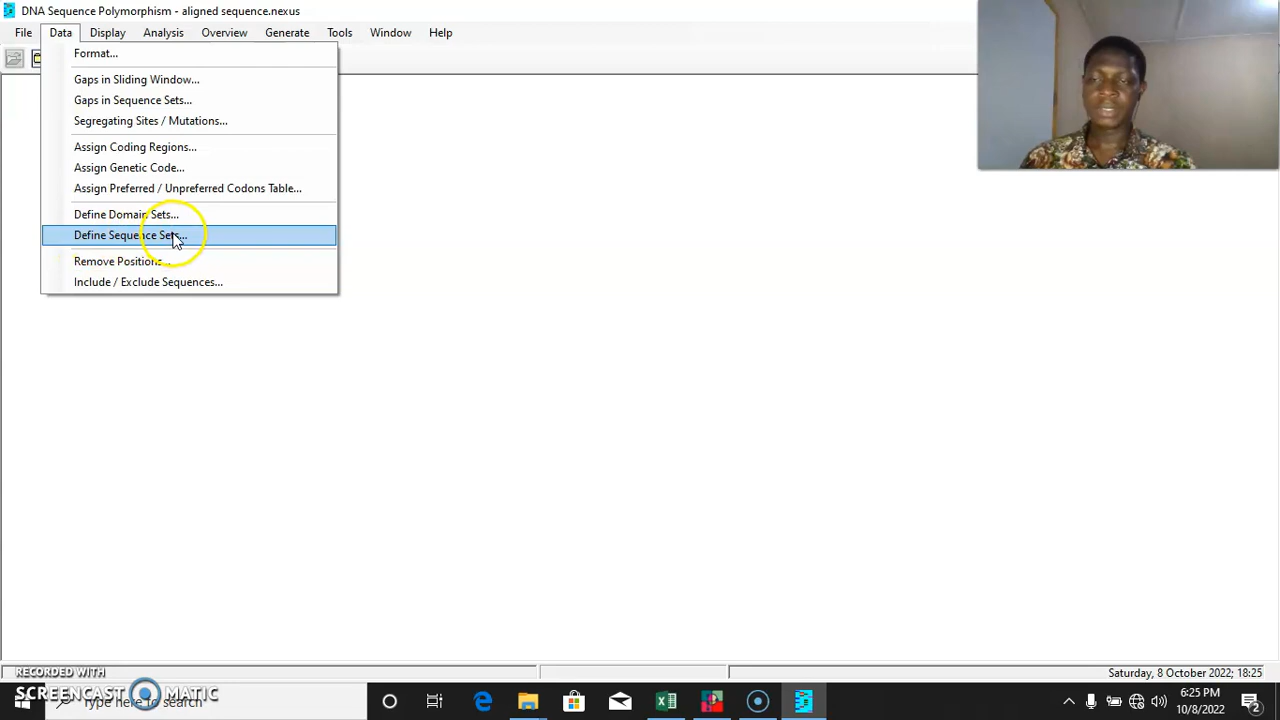 DNA Sequence Polymorphism - aligned sequence.nexus
File Data Display Analysis Overview Generate Tools Window Help
Format...
Gaps in Sliding Window...
Gaps in Sequence Sets...
Segregating Sites / Mutations...
Assign Coding Regions...
Assign Genetic Code...
Assign Preferred / Unpreferred Codons Table...
Define Domain Sets...
Define Sequence Sets...
Remove Positions...
Include / Exclude Sequences...
Saturday, 8 October 2022; 18:25
RECORDED WITH
SCREENCAST MATIC
Type here to search
6:25 PM
10/8/2022
2